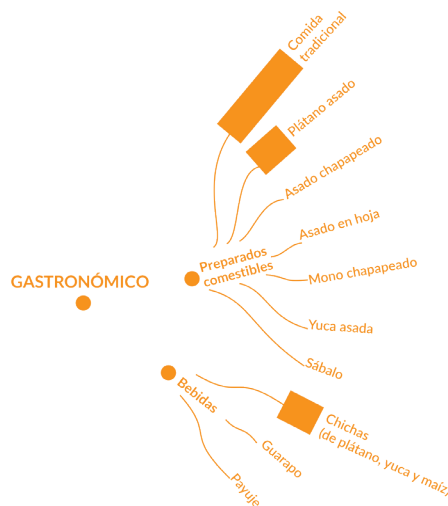 Comida
tradicional
Plátano asado
Asado chapapeado
Asado en hoja
Preparados
comestibles
Mono chapapeado
GASTRONÓMICO
Yuca asada
Sábalo
Bebidas
Chichas
(de plátano, yuca y maíz)
Guarapo
Payuje